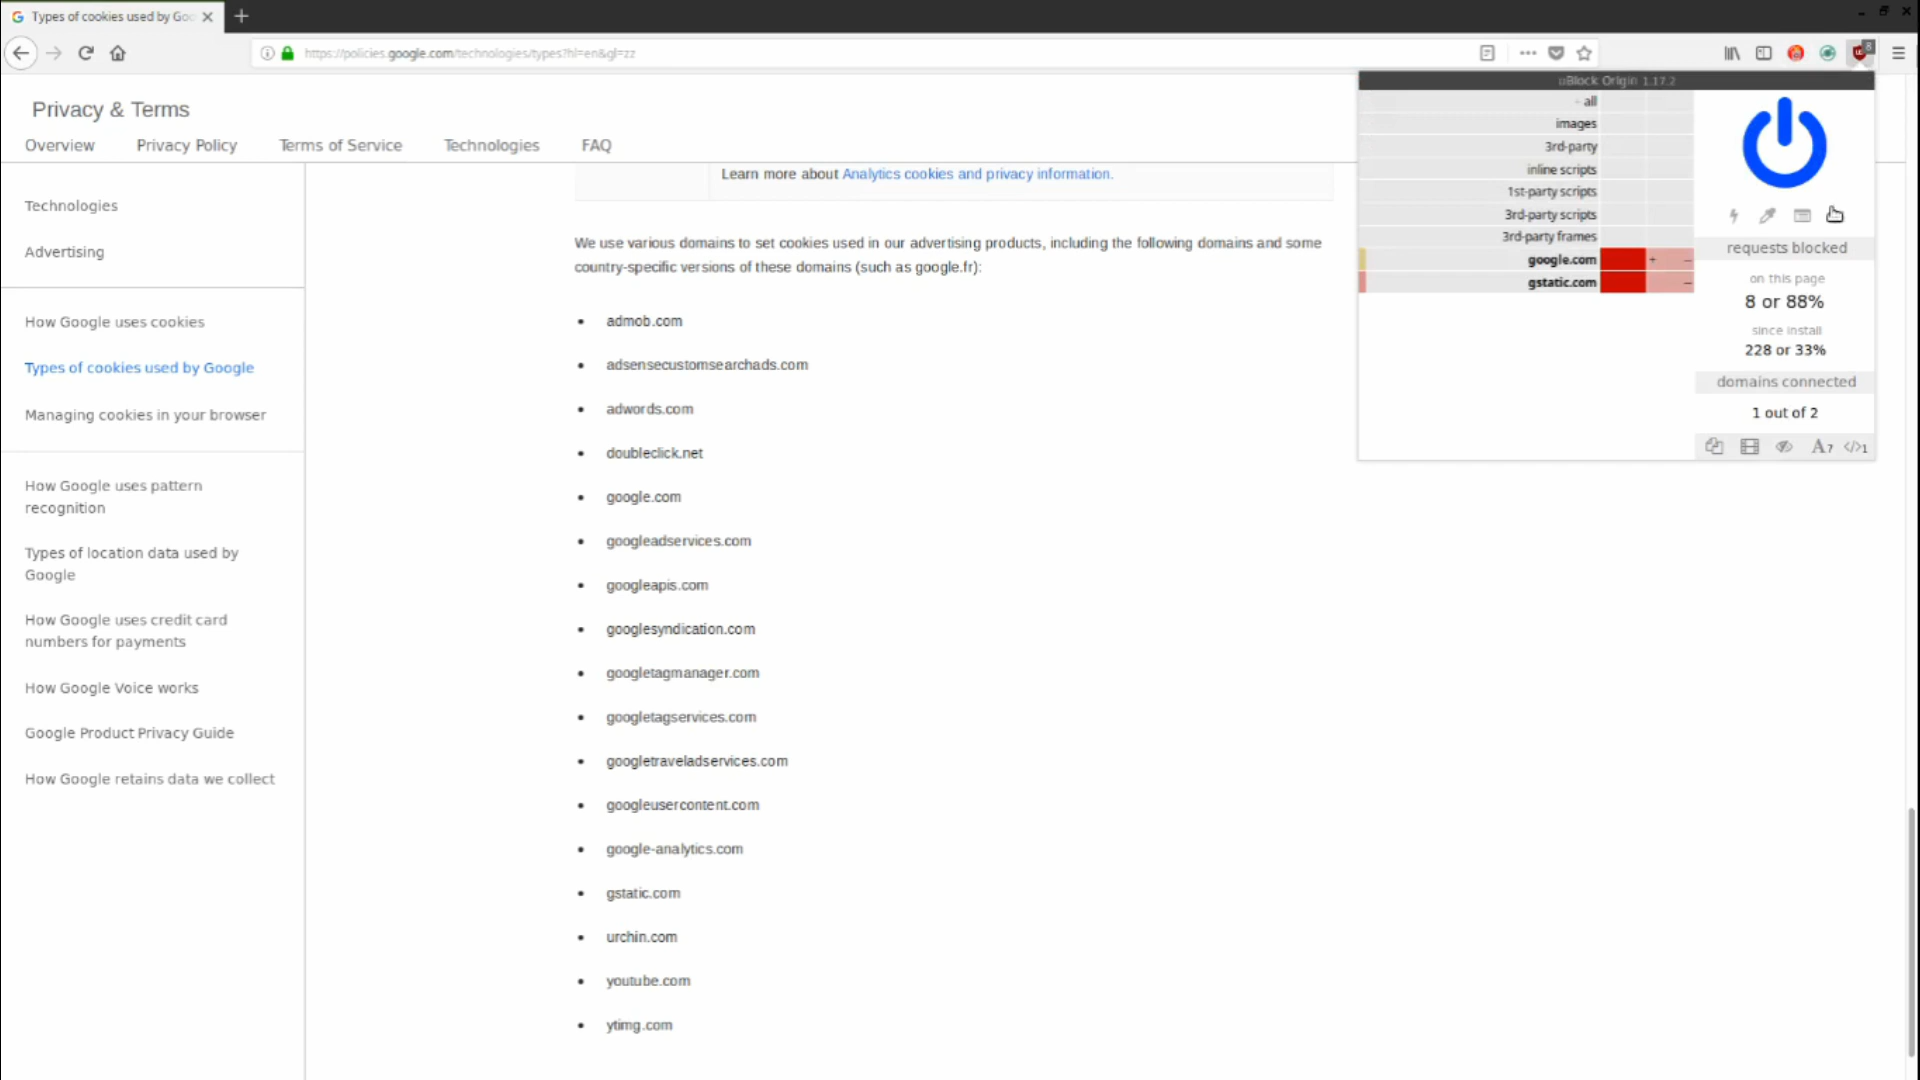 Types of cookies used by Goo
https://policies.google.com/technologies/types?hl=en&gl=zz
8
Privacy & Terms
Overview
Privacy Policy
Terms of Service
Technologies
FAQ
Technologies
Advertising
How Google uses cookies
Types of cookies used by Google
Managing cookies in your browser
How Google uses pattern
recognition
Types of location data used by
Google
How Google uses credit card
numbers for payments
How Google Voice works
Google Product Privacy Guide
How Google retains data we collect
Learn more about Analytics cookies and privacy information.
We use various domains to set cookies used in our advertising products, including the following domains and some
country-specific versions of these domains (such as google.fr):
• admob.com
• adsensecustomsearchads.com
• adwords.com
• doubleclick.net
• google.com
• googleadservices.com
• googleapis.com
• googlesyndication.com
• googletagmanager.com
• googletagservices.com
• googletraveladservices.com
• googleusercontent.com
• google-analytics.com
• gstatic.com
• urchin.com
• youtube.com
• ytimg.com
uBlock Origin 1.17.2
+ all
images
3rd-party
inline scripts
1st-party scripts
3rd-party scripts
3rd-party frames
google.com + –
gstatic.com –
requests blocked
on this page
8 or 88%
since install
228 or 33%
domains connected
1 out of 2
A7
</>1